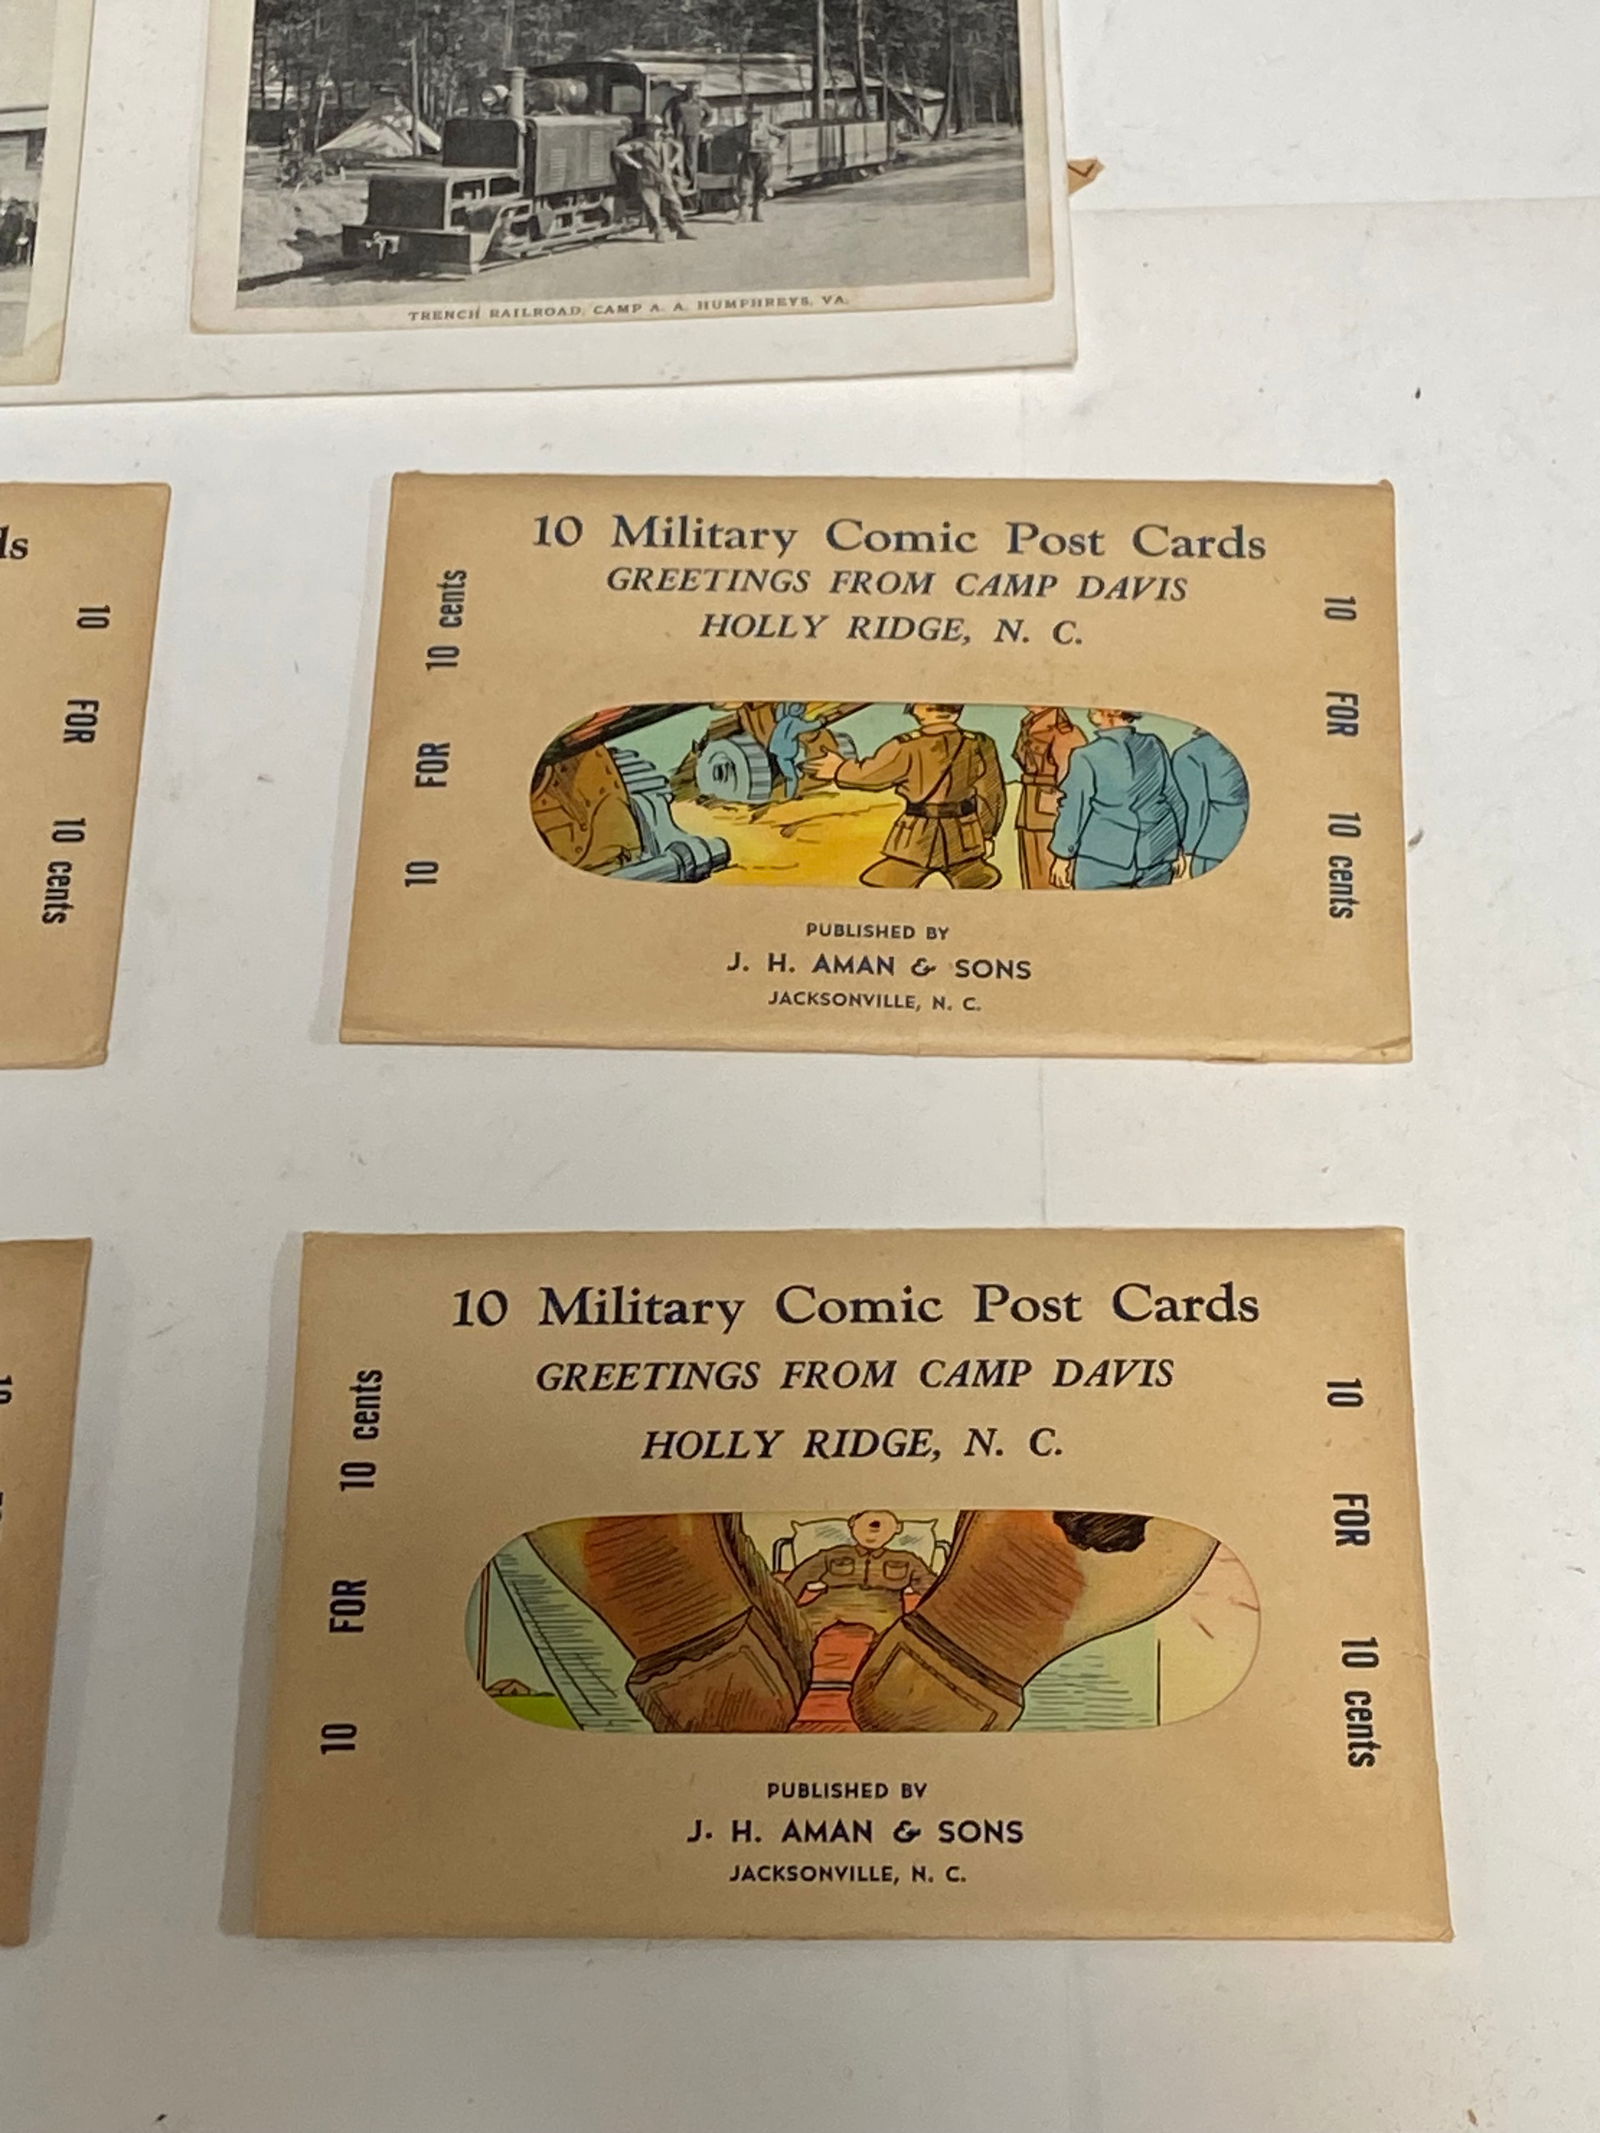 TRENCH RAILROAD, CAMP A. A. HUMPHREYS, VA.
10 Military Comic Post Cards
GREETINGS FROM CAMP DAVIS
HOLLY RIDGE, N. C.
10 FOR 10 cents
10 FOR 10 cents
PUBLISHED BY
J. H. AMAN & SONS
JACKSONVILLE, N. C.
ds
10 FOR 10 cents
10 Military Comic Post Cards
GREETINGS FROM CAMP DAVIS
HOLLY RIDGE, N. C.
10 FOR 10 cents
10 FOR 10 cents
PUBLISHED BY
J. H. AMAN & SONS
JACKSONVILLE, N. C.
10